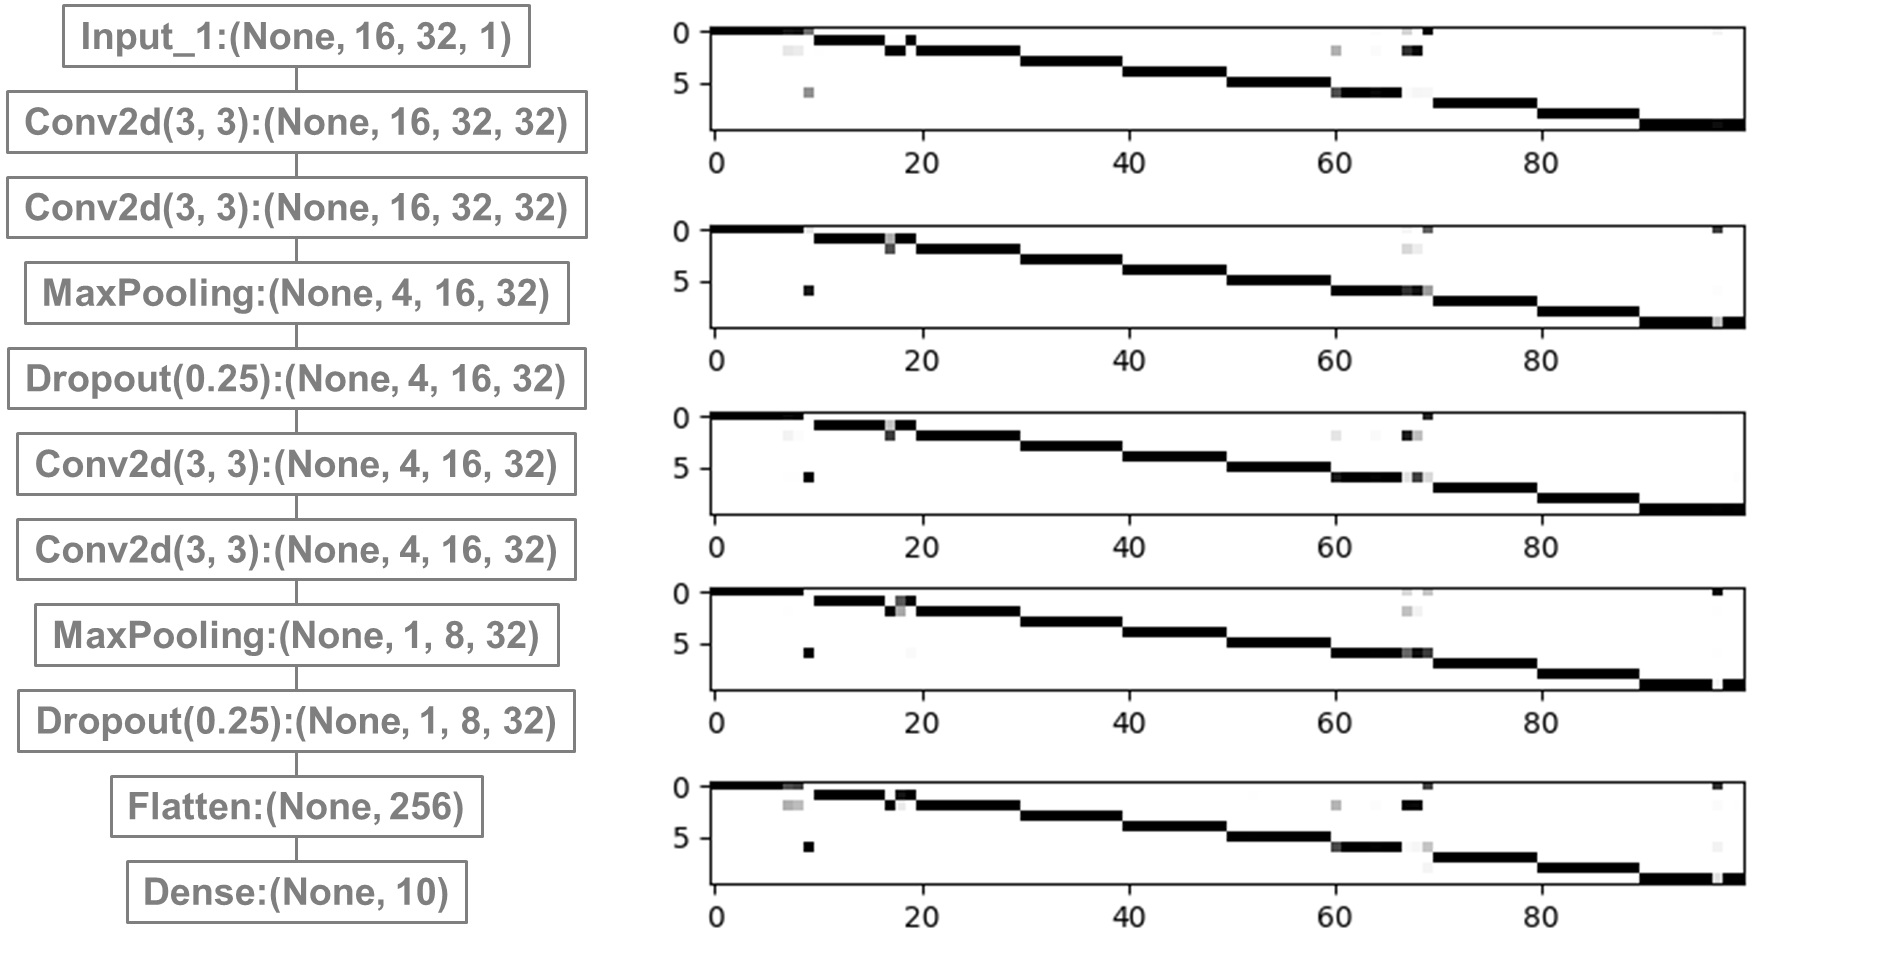 Input_1:(None, 16, 32, 1)
Conv2d(3, 3):(None, 16, 32, 32)
Conv2d(3, 3):(None, 16, 32, 32)
MaxPooling:(None, 4, 16, 32)
Dropout(0.25):(None, 4, 16, 32)
Conv2d(3, 3):(None, 4, 16, 32)
Conv2d(3, 3):(None, 4, 16, 32)
MaxPooling:(None, 1, 8, 32)
Dropout(0.25):(None, 1, 8, 32)
Flatten:(None, 256)
Dense:(None, 10)
0
5
0 20 40 60 80
0
5
0 20 40 60 80
0
5
0 20 40 60 80
0
5
0 20 40 60 80
0
5
0 20 40 60 80